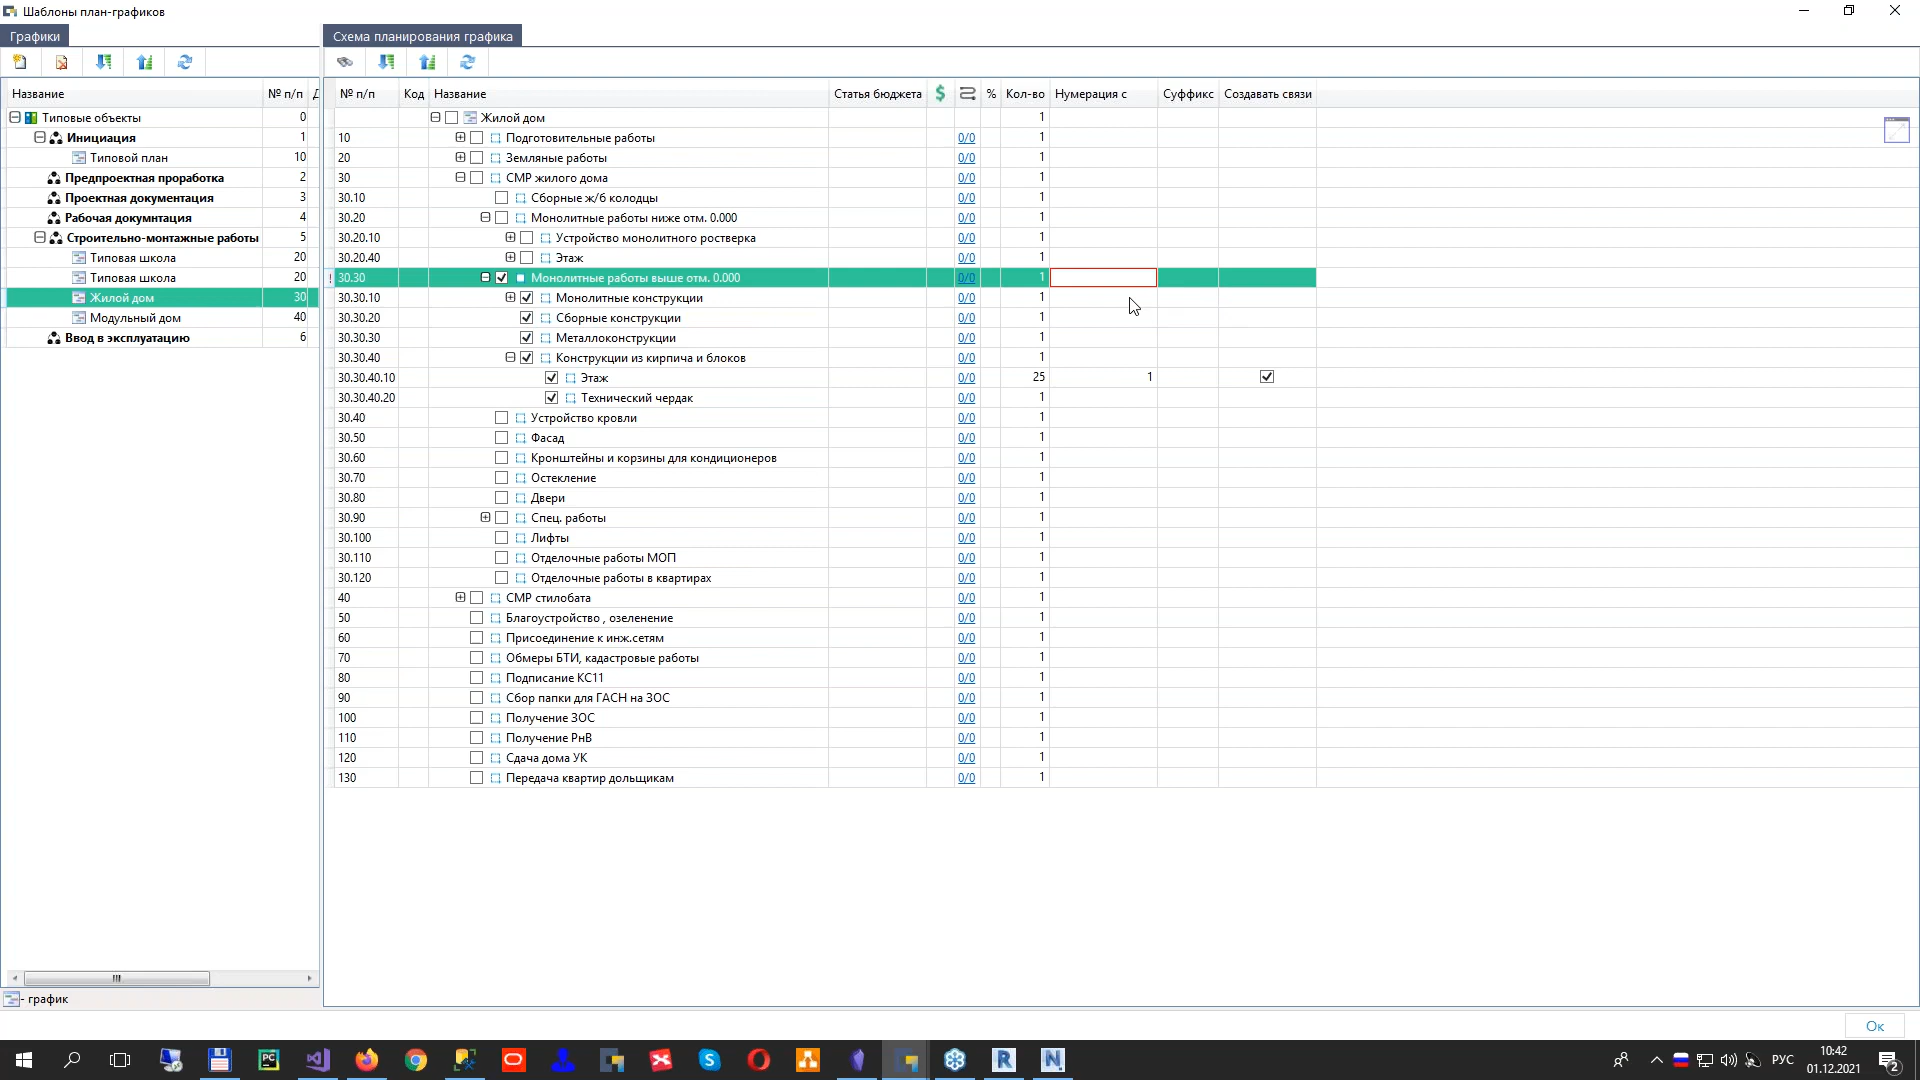 Шаблоны план-графиков
Графики
Название № п/п
Типовые объекты 0
Инициация 1
Типовой план 10
Предпроектная проработка 2
Проектная документация 3
Рабочая докумнтация 4
Строительно-монтажные работы 5
Типовая школа 20
Типовая школа 20
Жилой дом 30
Модульный дом 40
Ввод в эксплуатацию 6
- график
Схема планирования графика
№ п/п Код Название Статья бюджета $ % Кол-во Нумерация с Суффикс Создавать связи
Жилой дом 1
10 Подготовительные работы 0/0 1
20 Земляные работы 0/0 1
30 СМР жилого дома 0/0 1
30.10 Сборные ж/б колодцы 0/0 1
30.20 Монолитные работы ниже отм. 0.000 0/0 1
30.20.10 Устройство монолитного ростверка 0/0 1
30.20.40 Этаж 0/0 1
! 30.30 Монолитные работы выше отм. 0.000 0/0 1
30.30.10 Монолитные конструкции 0/0 1
30.30.20 Сборные конструкции 0/0 1
30.30.30 Металлоконструкции 0/0 1
30.30.40 Конструкции из кирпича и блоков 0/0 1
30.30.40.10 Этаж 0/0 25 1
30.30.40.20 Технический чердак 0/0 1
30.40 Устройство кровли 0/0 1
30.50 Фасад 0/0 1
30.60 Кронштейны и корзины для кондиционеров 0/0 1
30.70 Остекление 0/0 1
30.80 Двери 0/0 1
30.90 Спец. работы 0/0 1
30.100 Лифты 0/0 1
30.110 Отделочные работы МОП 0/0 1
30.120 Отделочные работы в квартирах 0/0 1
40 СМР стилобата 0/0 1
50 Благоустройство , озеленение 0/0 1
60 Присоединение к инж.сетям 0/0 1
70 Обмеры БТИ, кадастровые работы 0/0 1
80 Подписание КС11 0/0 1
90 Сбор папки для ГАСН на ЗОС 0/0 1
100 Получение ЗОС 0/0 1
110 Получение РнВ 0/0 1
120 Сдача дома УК 0/0 1
130 Передача квартир дольщикам 0/0 1
Ок
PC S R N РУС 10:42
01.12.2021 2